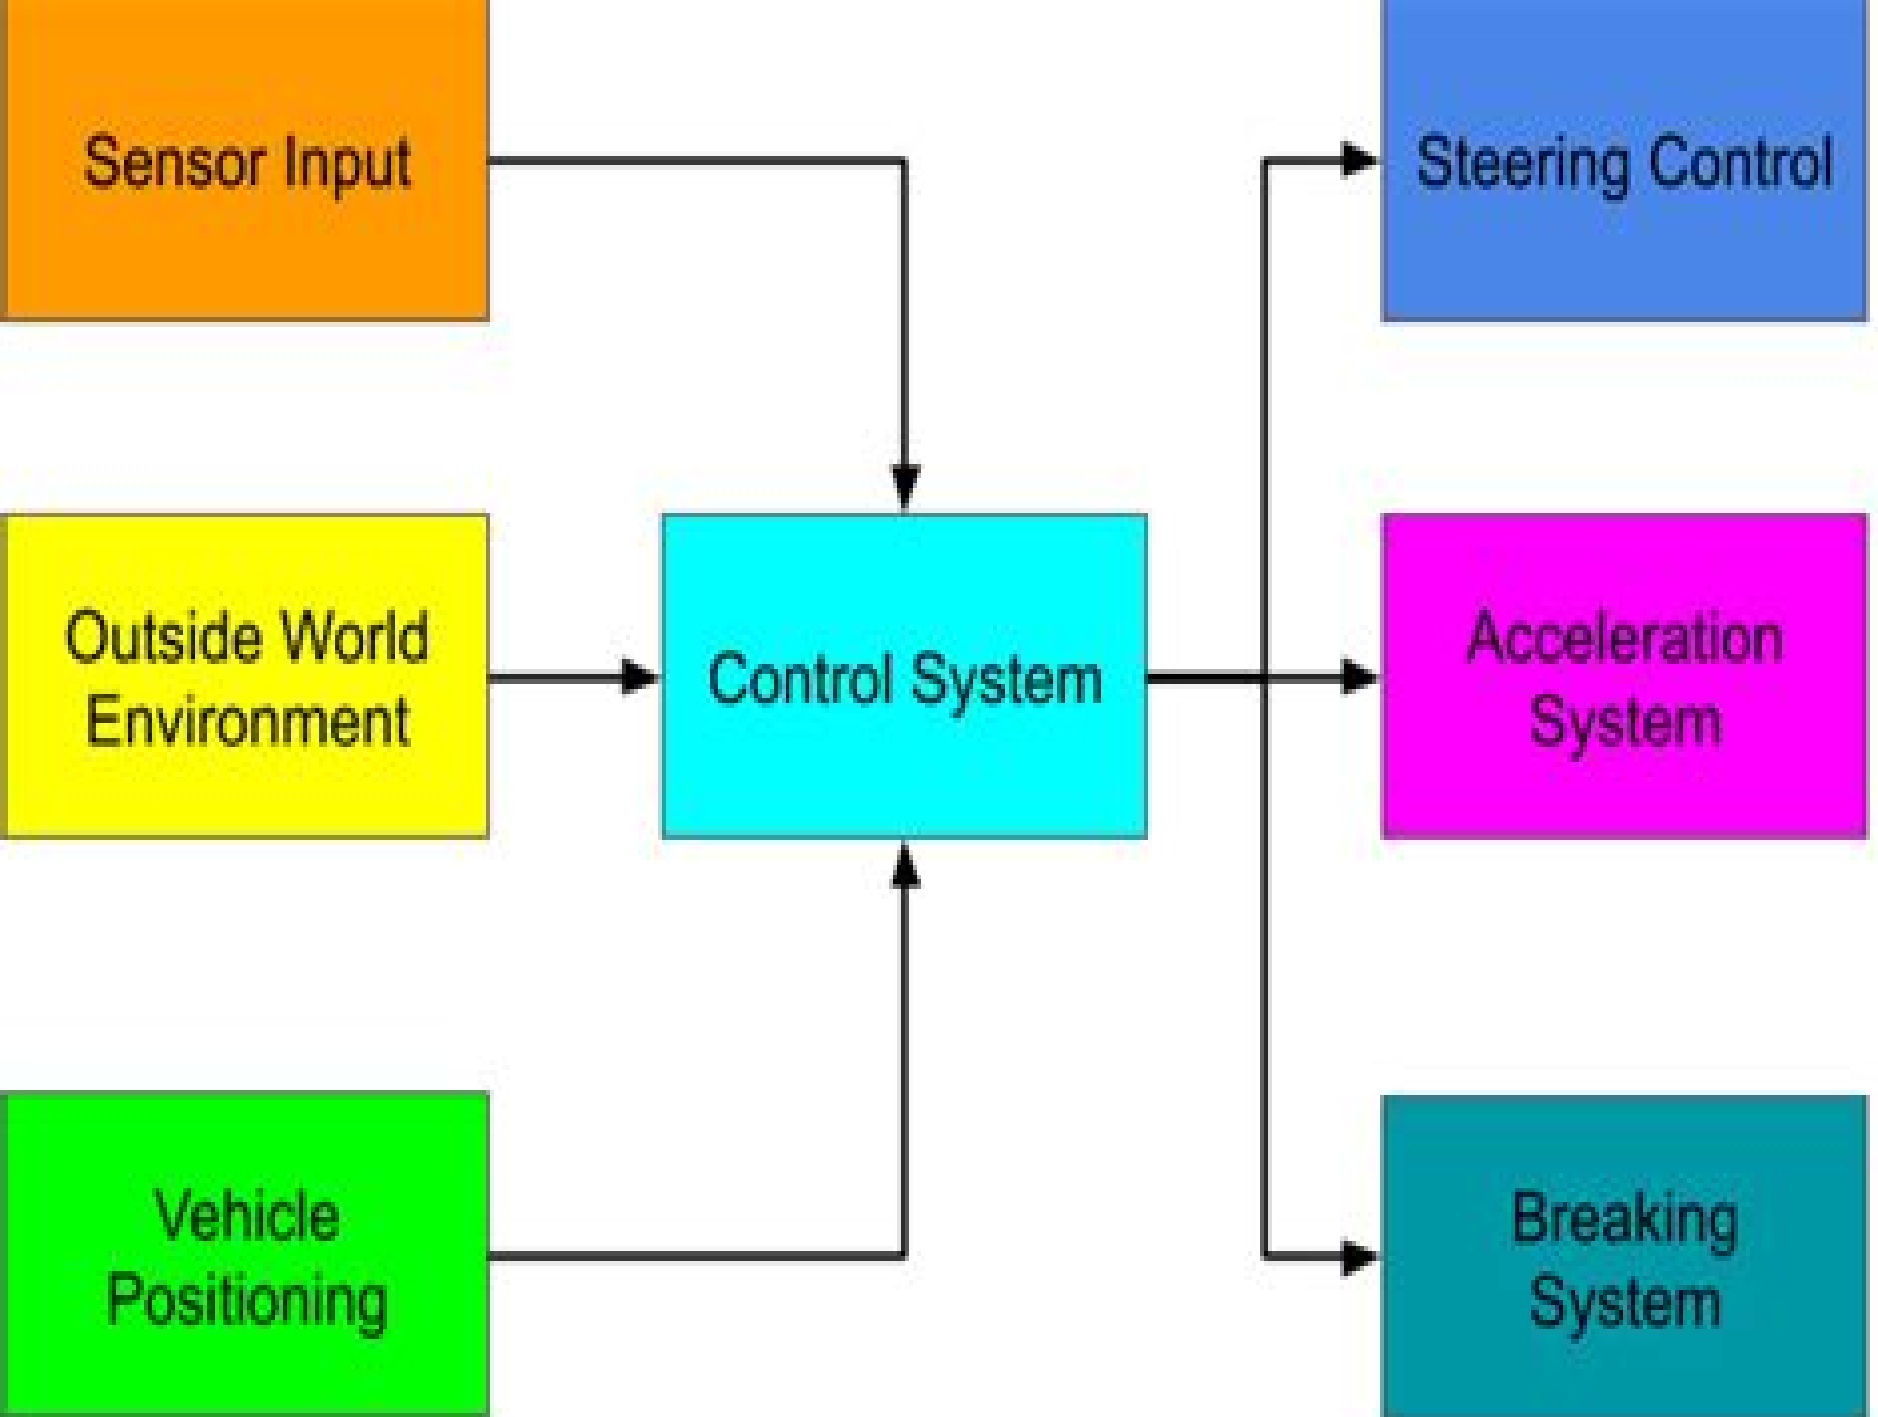 Sensor Input
Steering Control
Outside World
Environment
Control System
Acceleration
System
Vehicle
Positioning
Breaking
System